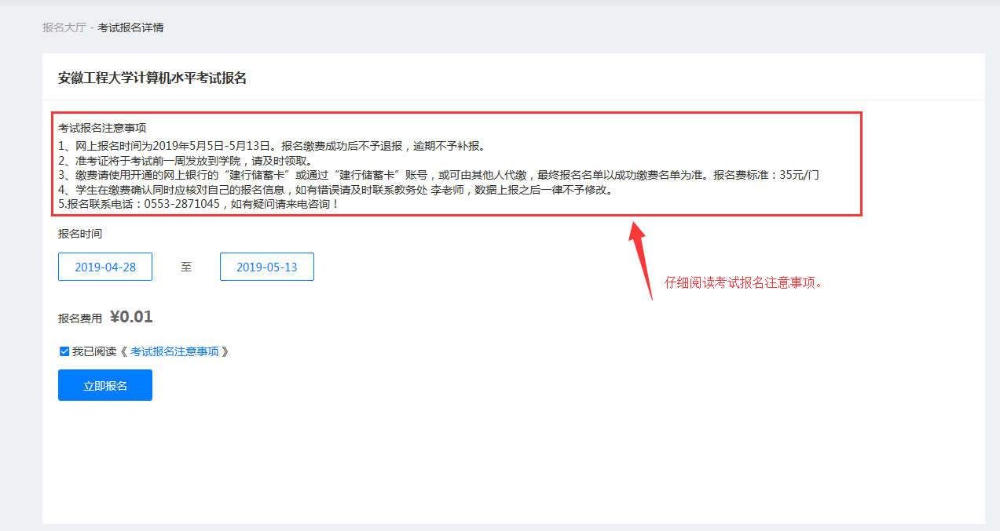 报名大厅 - 考试报名详情
安徽工程大学计算机水平考试报名
考试报名注意事项
1、网上报名时间为2019年5月5日-5月13日。报名缴费成功后不予退报，逾期不予补报。
2、准考证将于考试前一周发放到学院，请及时领取。
3、缴费请使用开通的网上银行的“建行储蓄卡”或通过“建行储蓄卡”账号，或可由其他人代缴，最终报名名单以成功缴费名单为准。报名费标准：35元/门
4、学生在缴费确认同时应核对自己的报名信息，如有错误请及时联系教务处 李老师，数据上报之后一律不予修改。
5.报名联系电话：0553-2871045，如有疑问请来电咨询！
报名时间
2019-04-28 至 2019-05-13
仔细阅读考试报名注意事项。
报名费用 ¥0.01
我已阅读《 考试报名注意事项 》
立即报名